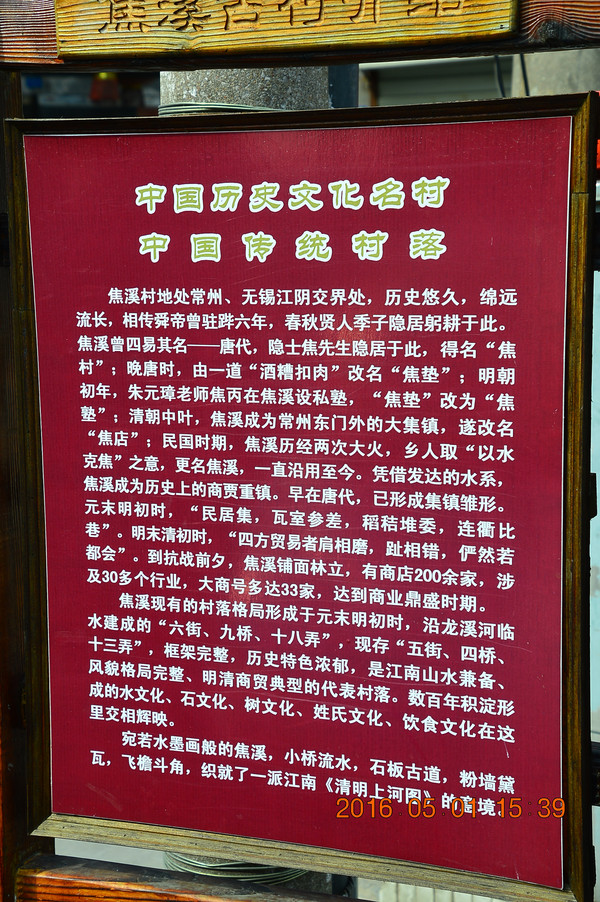 焦溪古村介绍
中国历史文化名村
中国传统村落
焦溪村地处常州、无锡江阴交界处，历史悠久，绵远
流长，相传舜帝曾驻跸六年，春秋贤人季子隐居躬耕于此。
焦溪曾四易其名——唐代，隐士焦先生隐居于此，得名“焦
村”；晚唐时，由一道“酒糟扣肉”改名“焦垫”；明朝
初年，朱元璋老师焦丙在焦溪设私塾，“焦垫”改为“焦
塾”；清朝中叶，焦溪成为常州东门外的大集镇，遂改名
“焦店”；民国时期，焦溪历经两次大火，乡人取“以水
克焦”之意，更名焦溪，一直沿用至今。凭借发达的水系，
焦溪成为历史上的商贾重镇。早在唐代，已形成集镇雏形。
元末明初时，“民居集，瓦室参差，稻秸堆委，连衢比
巷”。明末清初时，“四方贸易者肩相磨，趾相错，俨然若
都会”。到抗战前夕，焦溪铺面林立，有商店200余家，涉
及30多个行业，大商号多达33家，达到商业鼎盛时期。
焦溪现有的村落格局形成于元末明初时，沿龙溪河临
水建成的“六街、九桥、十八弄”，现存“五街、四桥、
十三弄”，框架完整，历史特色浓郁，是江南山水兼备、
风貌格局完整、明清商贸典型的代表村落。数百年积淀形
成的水文化、石文化、树文化、姓氏文化、饮食文化在这
里交相辉映。
宛若水墨画般的焦溪，小桥流水，石板古道，粉墙黛
瓦，飞檐斗角，织就了一派江南《清明上河图》的意境。
2016 05 01 15 39